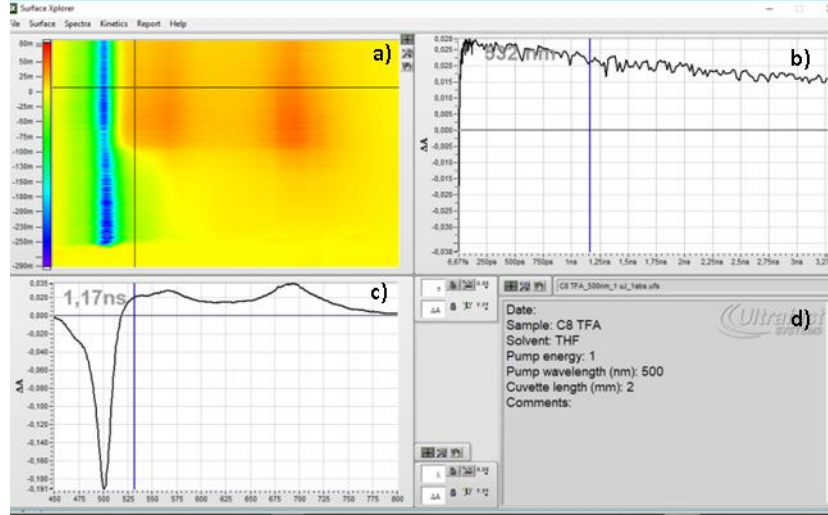 Surface Xplorer
File Surface Spectra Kinetics Report Help
a)
80m
50m
25m
0
-25m
-50m
-75m
-100m
-150m
-200m
-250m
-290m
b)
532 nm
0,028
0,025
0,020
0,015
0,010
0,005
0,000
-0,005
-0,010
-0,015
-0,020
-0,025
-0,030
ΔA
6,67fs 250ps 500ps 750ps 1ns 1,25ns 1,5ns 1,75ns 2ns 2,25ns 2,5ns 2,75ns 3ns
c)
1,17ns
0,035
0,020
0,000
-0,020
-0,040
-0,060
-0,080
-0,100
-0,120
-0,140
-0,160
-0,180
-0,191
ΔA
450 475 500 525 550 575 600 625 650 675 700 725 750 775 800
τ
ΔA
λ
ΔA
C8 TFA_500nm_1 uJ_1abs.ufs
d)
Ultrafast
SYSTEMS
Date:
Sample: C8 TFA
Solvent: THF
Pump energy: 1
Pump wavelength (nm): 500
Cuvette length (mm): 2
Comments: